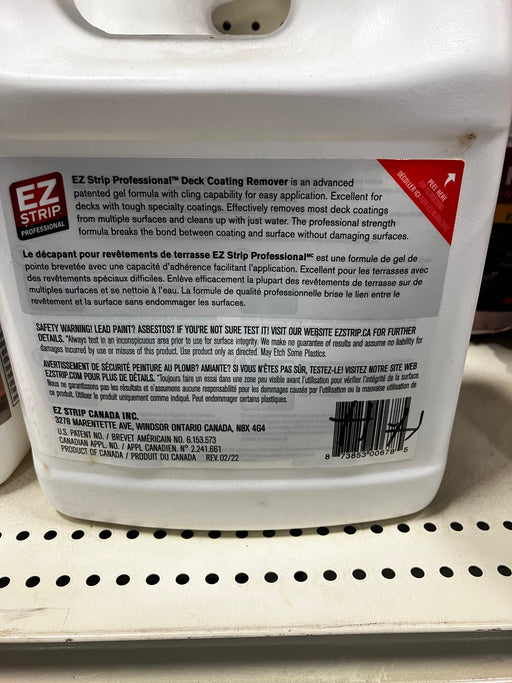 EZ
STRIP
PROFESSIONAL
EZ Strip Professional™ Deck Coating Remover is an advanced
patented gel formula with cling capability for easy application. Excellent for
decks with tough specialty coatings. Effectively removes most deck coatings
from multiple surfaces and cleans up with just water. The professional strength
formula breaks the bond between coating and surface without damaging surfaces.
PEEL HERE
DÉCOLLER ICI
Le décapant pour revêtements de terrasse EZ Strip Professionalᴹᶜ est une formule de gel de
pointe brevetée avec une capacité d'adhérence facilitant l'application. Excellent pour les terrasses avec
des revêtements spéciaux difficiles. Enlève efficacement la plupart des revêtements de terrasse sur de
multiples surfaces et se nettoie à l'eau. La formule de qualité professionnelle brise le lien entre le
revêtement et la surface sans endommager les surfaces.
SAFETY WARNING! LEAD PAINT? ASBESTOS? IF YOU'RE NOT SURE TEST IT! VISIT OUR WEBSITE EZSTRIP.CA FOR FURTHER
DETAILS. *Always test in an inconspicuous area prior to use for surface integrity. We make no guarantee of results and assume no liability for
damages incurred by use or misuse of this product. Use product only as directed. May Etch Some Plastics.
AVERTISSEMENT DE SÉCURITÉ PEINTURE AU PLOMB? AMIANTE? SI VOUS N'ÊTES PAS SÛR, TESTEZ-LE! VISITEZ NOTRE SITE WEB
EZSTRIP.COM POUR PLUS DE DÉTAILS. *Toujours faire un essai dans une zone peu visible avant l'utilisation pour vérifier l'intégrité de la surface.
Nous ne garantissons pas les résultats et n'assumons aucune responsabilité pour les dommages causés par l'utilisation ou la mauvaise utilisation de
ce produit. Utiliser le produit uniquement comme indiqué. Peut endommager certains plastiques.
EZ STRIP CANADA INC.
3278 MARENTETTE AVE, WINDSOR ONTARIO CANADA, N8X 4G4
U.S. PATENT NO. / BREVET AMÉRICAIN NO. 6.153.573
CANADIAN APPL. NO. / APPL CANADIEN. N° 2.241.661
PRODUCT OF CANADA / PRODUIT DU CANADA REV.02/22
8 73853 00678 5